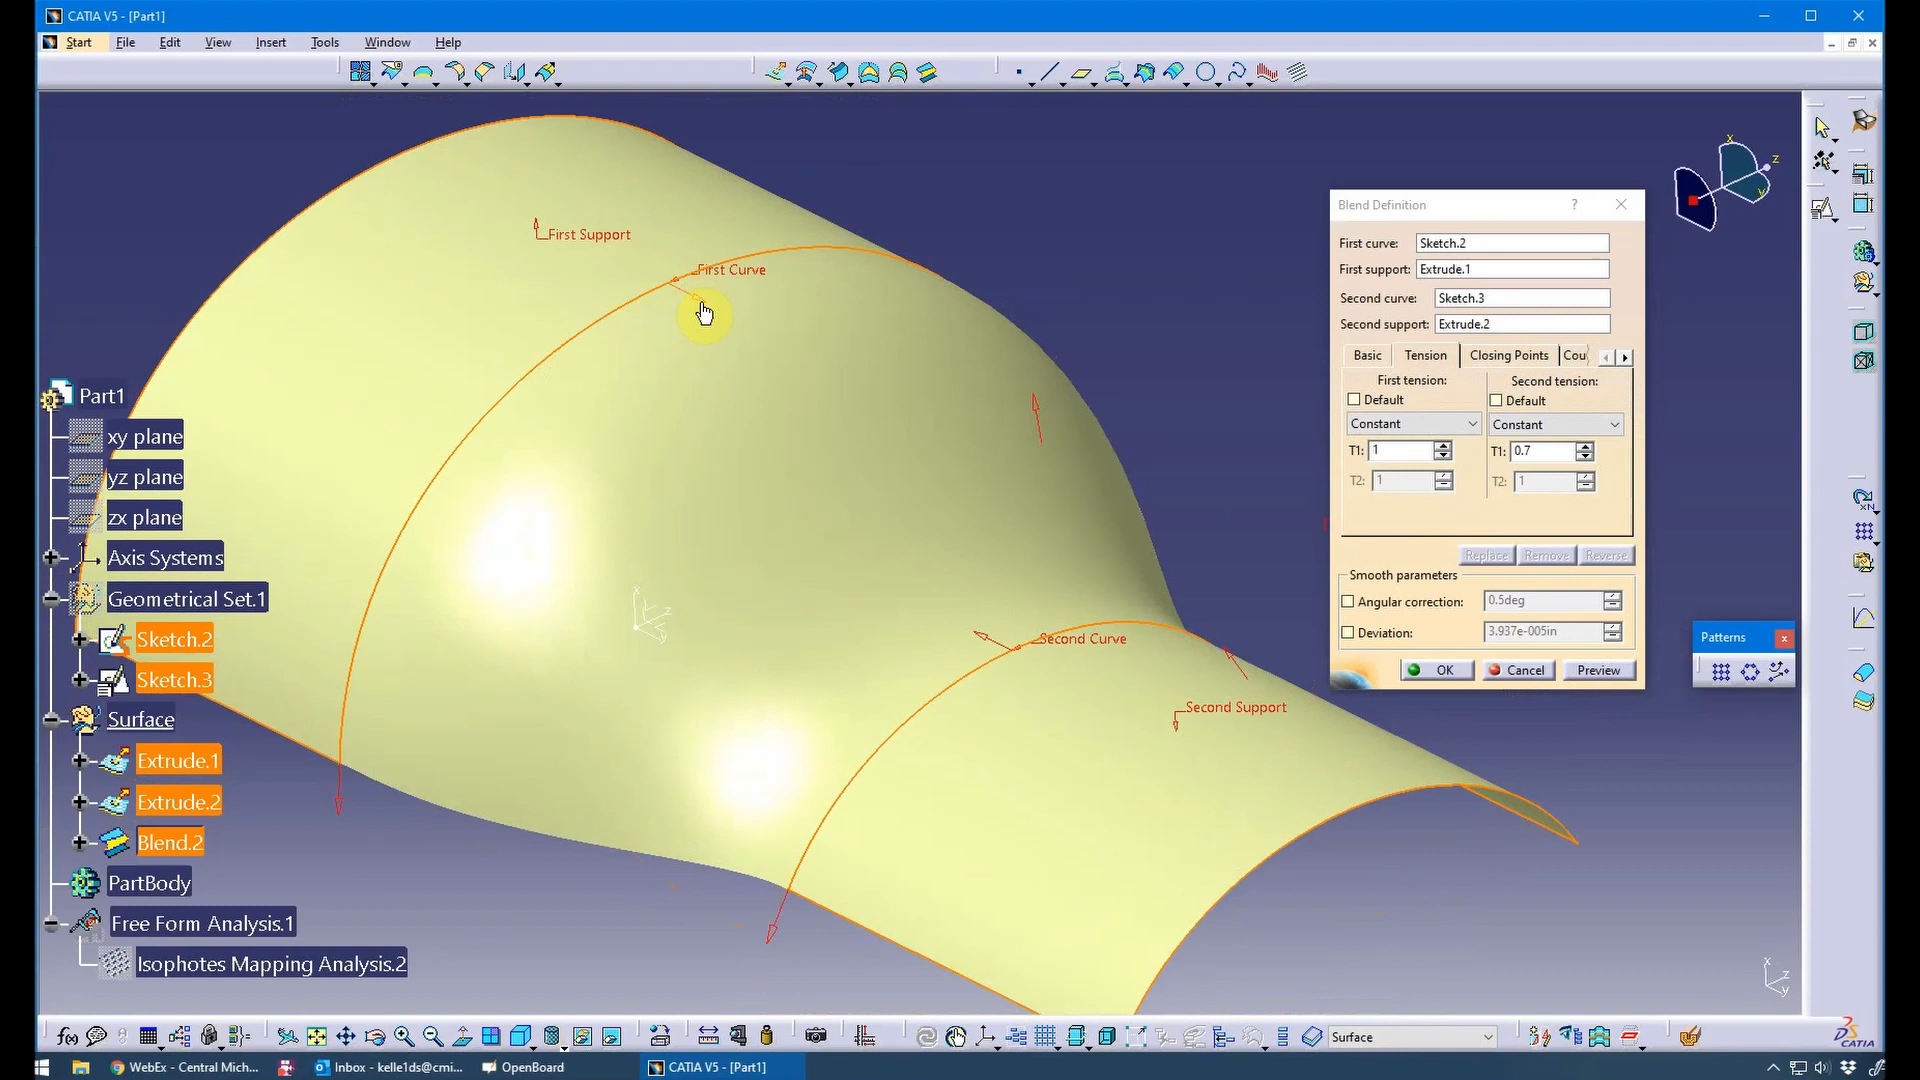 CATIA V5 - [Part1]
Start File Edit View Insert Tools Window Help
First Support
First Curve
Second Curve
Second Support
x
z
y
Part1
xy plane
yz plane
zx plane
Axis Systems
Geometrical Set.1
Sketch.2
Sketch.3
Surface
Extrude.1
Extrude.2
Blend.2
PartBody
Free Form Analysis.1
Isophotes Mapping Analysis.2
x
z
y
Blend Definition ?
First curve: Sketch.2
First support: Extrude.1
Second curve: Sketch.3
Second support: Extrude.2
Basic Tension Closing Points Cou
First tension: Second tension:
Default Default
Constant Constant
T1: 1 T1: 0.7
T2: 1 T2: 1
Replace Remove Reverse
Smooth parameters
Angular correction: 0.5deg
Deviation: 3.937e-005in
OK Cancel Preview
Patterns x
x
z
y
f(x)
Surface
CATIA
WebEx - Central Mich...
Inbox - kelle1ds@cmi...
OpenBoard
CATIA V5 - [Part1]